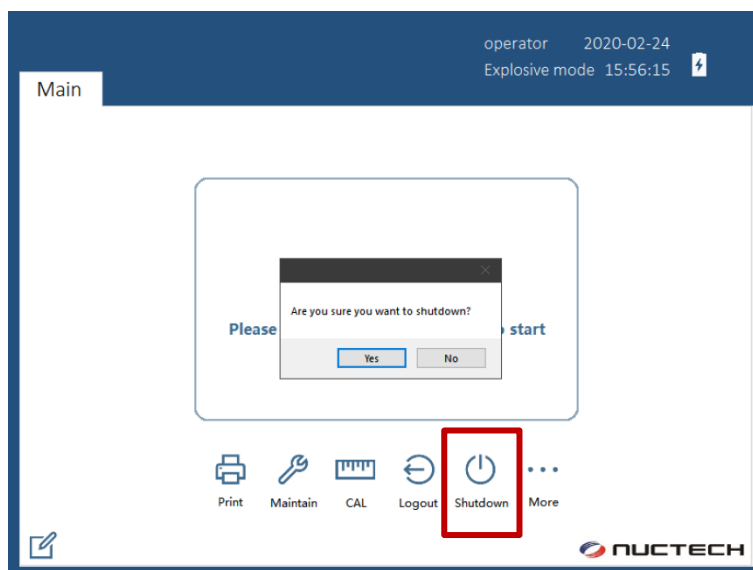 operator 2020-02-24
Explosive mode 15:56:15
Main
Are you sure you want to shutdown?
Please start
Yes No
Print Maintain CAL Logout Shutdown More
NUCTECH